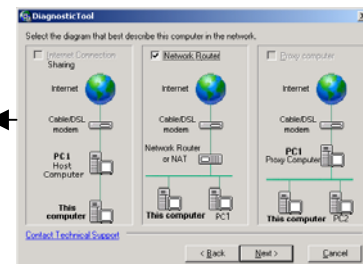 DiagnosticTool
Select the diagram that best describe this computer in the network.
Internet Connection
Sharing
Internet
Cable/DSL
modem
PC1
Host
Computer
This
computer
Network Router
Internet
Cable/DSL
modem
Network Router
or NAT
This computer
PC1
Proxy computer
Internet
Cable/DSL
modem
PC1
Proxy Computer
This computer
PC2
Contact Technical Support
< Back
Next >
Cancel